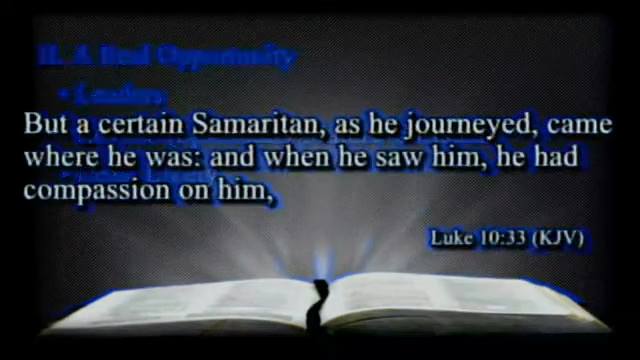 II. A Real Opportunity
• Leaders
But a certain Samaritan, as he journeyed, came
where he was: and when he saw him, he had
compassion on him,
Luke 10:33 (KJV)